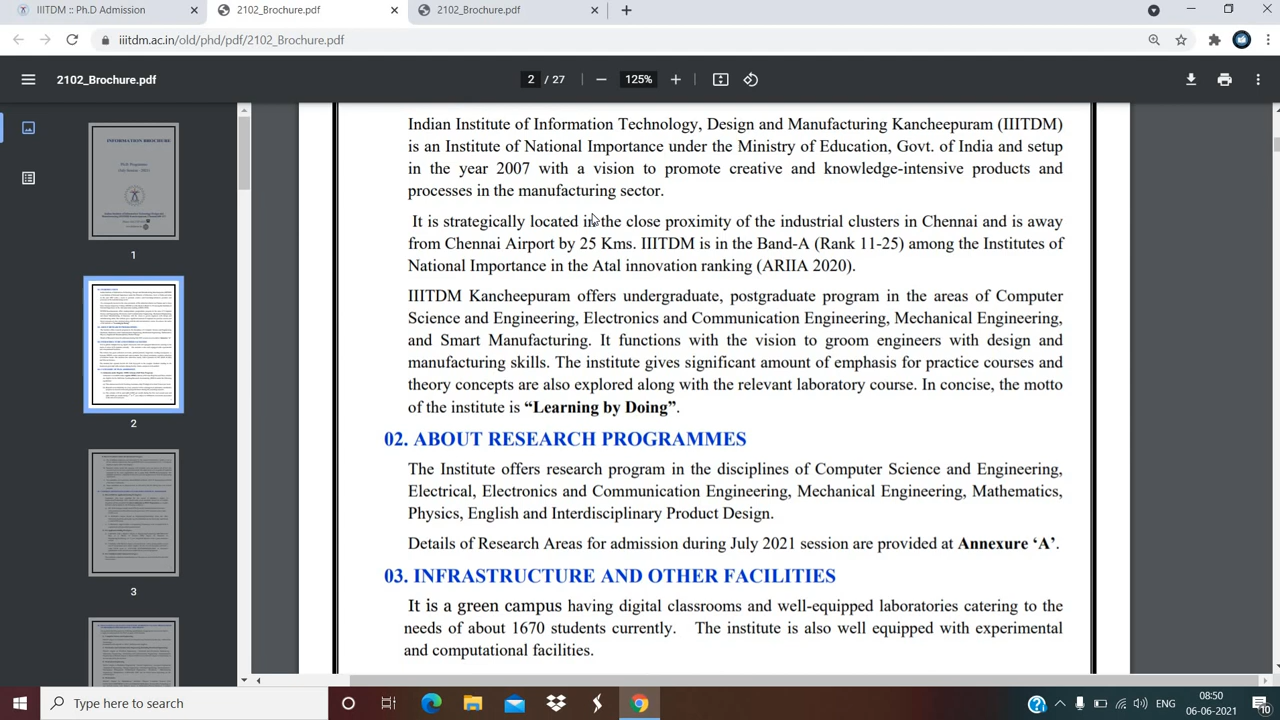 IIITDM :: Ph.D Admission
2102_Brochure.pdf
2102_Brochure.pdf
iiitdm.ac.in/old/phd/pdf/2102_Brochure.pdf
2102_Brochure.pdf
2 / 27
125%
INFORMATION BROCHURE
1
2
3
Indian Institute of Information Technology, Design and Manufacturing Kancheepuram (IIITDM)
is an Institute of National Importance under the Ministry of Education, Govt. of India and setup
in the year 2007 with a vision to promote creative and knowledge-intensive products and
processes in the manufacturing sector.
It is strategically located in the close proximity of the industrial clusters in Chennai and is away
from Chennai Airport by 25 Kms. IIITDM is in the Band-A (Rank 11-25) among the Institutes of
National Importance in the Atal innovation ranking (ARIIA 2020).
IIITDM Kancheepuram offers undergraduate, postgraduate program in the areas of Computer
Science and Engineering, Electronics and Communication Engineering, Mechanical Engineering,
and Smart Manufacturing. It functions with the vision to groom engineers with design and
manufacturing skills. The institute gives significant amount of emphasis for practice courses and
theory concepts are also explored along with the relevant laboratory course. In concise, the motto
of the institute is “Learning by Doing”.
02. ABOUT RESEARCH PROGRAMMES
The Institute offers research program in the disciplines of Computer Science and Engineering,
Electrical, Electronics and Communication Engineering, Mechanical Engineering, Mathematics,
Physics, English and Interdisciplinary Product Design.
Details of Research Areas for admission during July 2021 session are provided at Annexure ‘A’.
03. INFRASTRUCTURE AND OTHER FACILITIES
It is a green campus having digital classrooms and well-equipped laboratories catering to the
needs of about 1670 students currently. The institute is also well equipped with experimental
and computational facilities.
Type here to search
ENG
08:50
06-06-2021
10